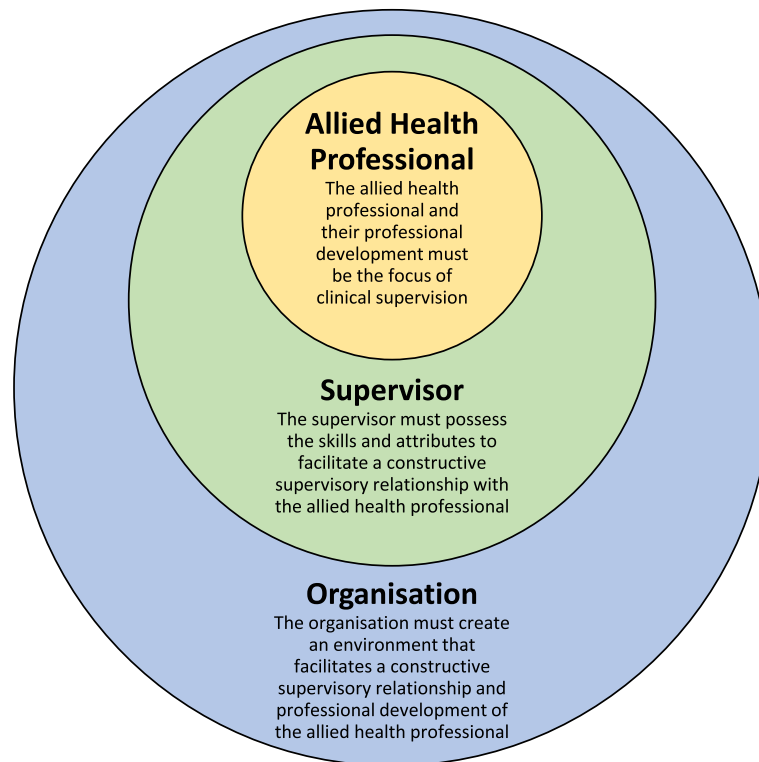 Allied Health
Professional
The allied health
professional and
their professional
development must
be the focus of
clinical supervision
Supervisor
The supervisor must possess
the skills and attributes to
facilitate a constructive
supervisory relationship with
the allied health professional
Organisation
The organisation must create
an environment that
facilitates a constructive
supervisory relationship and
professional development of
the allied health professional